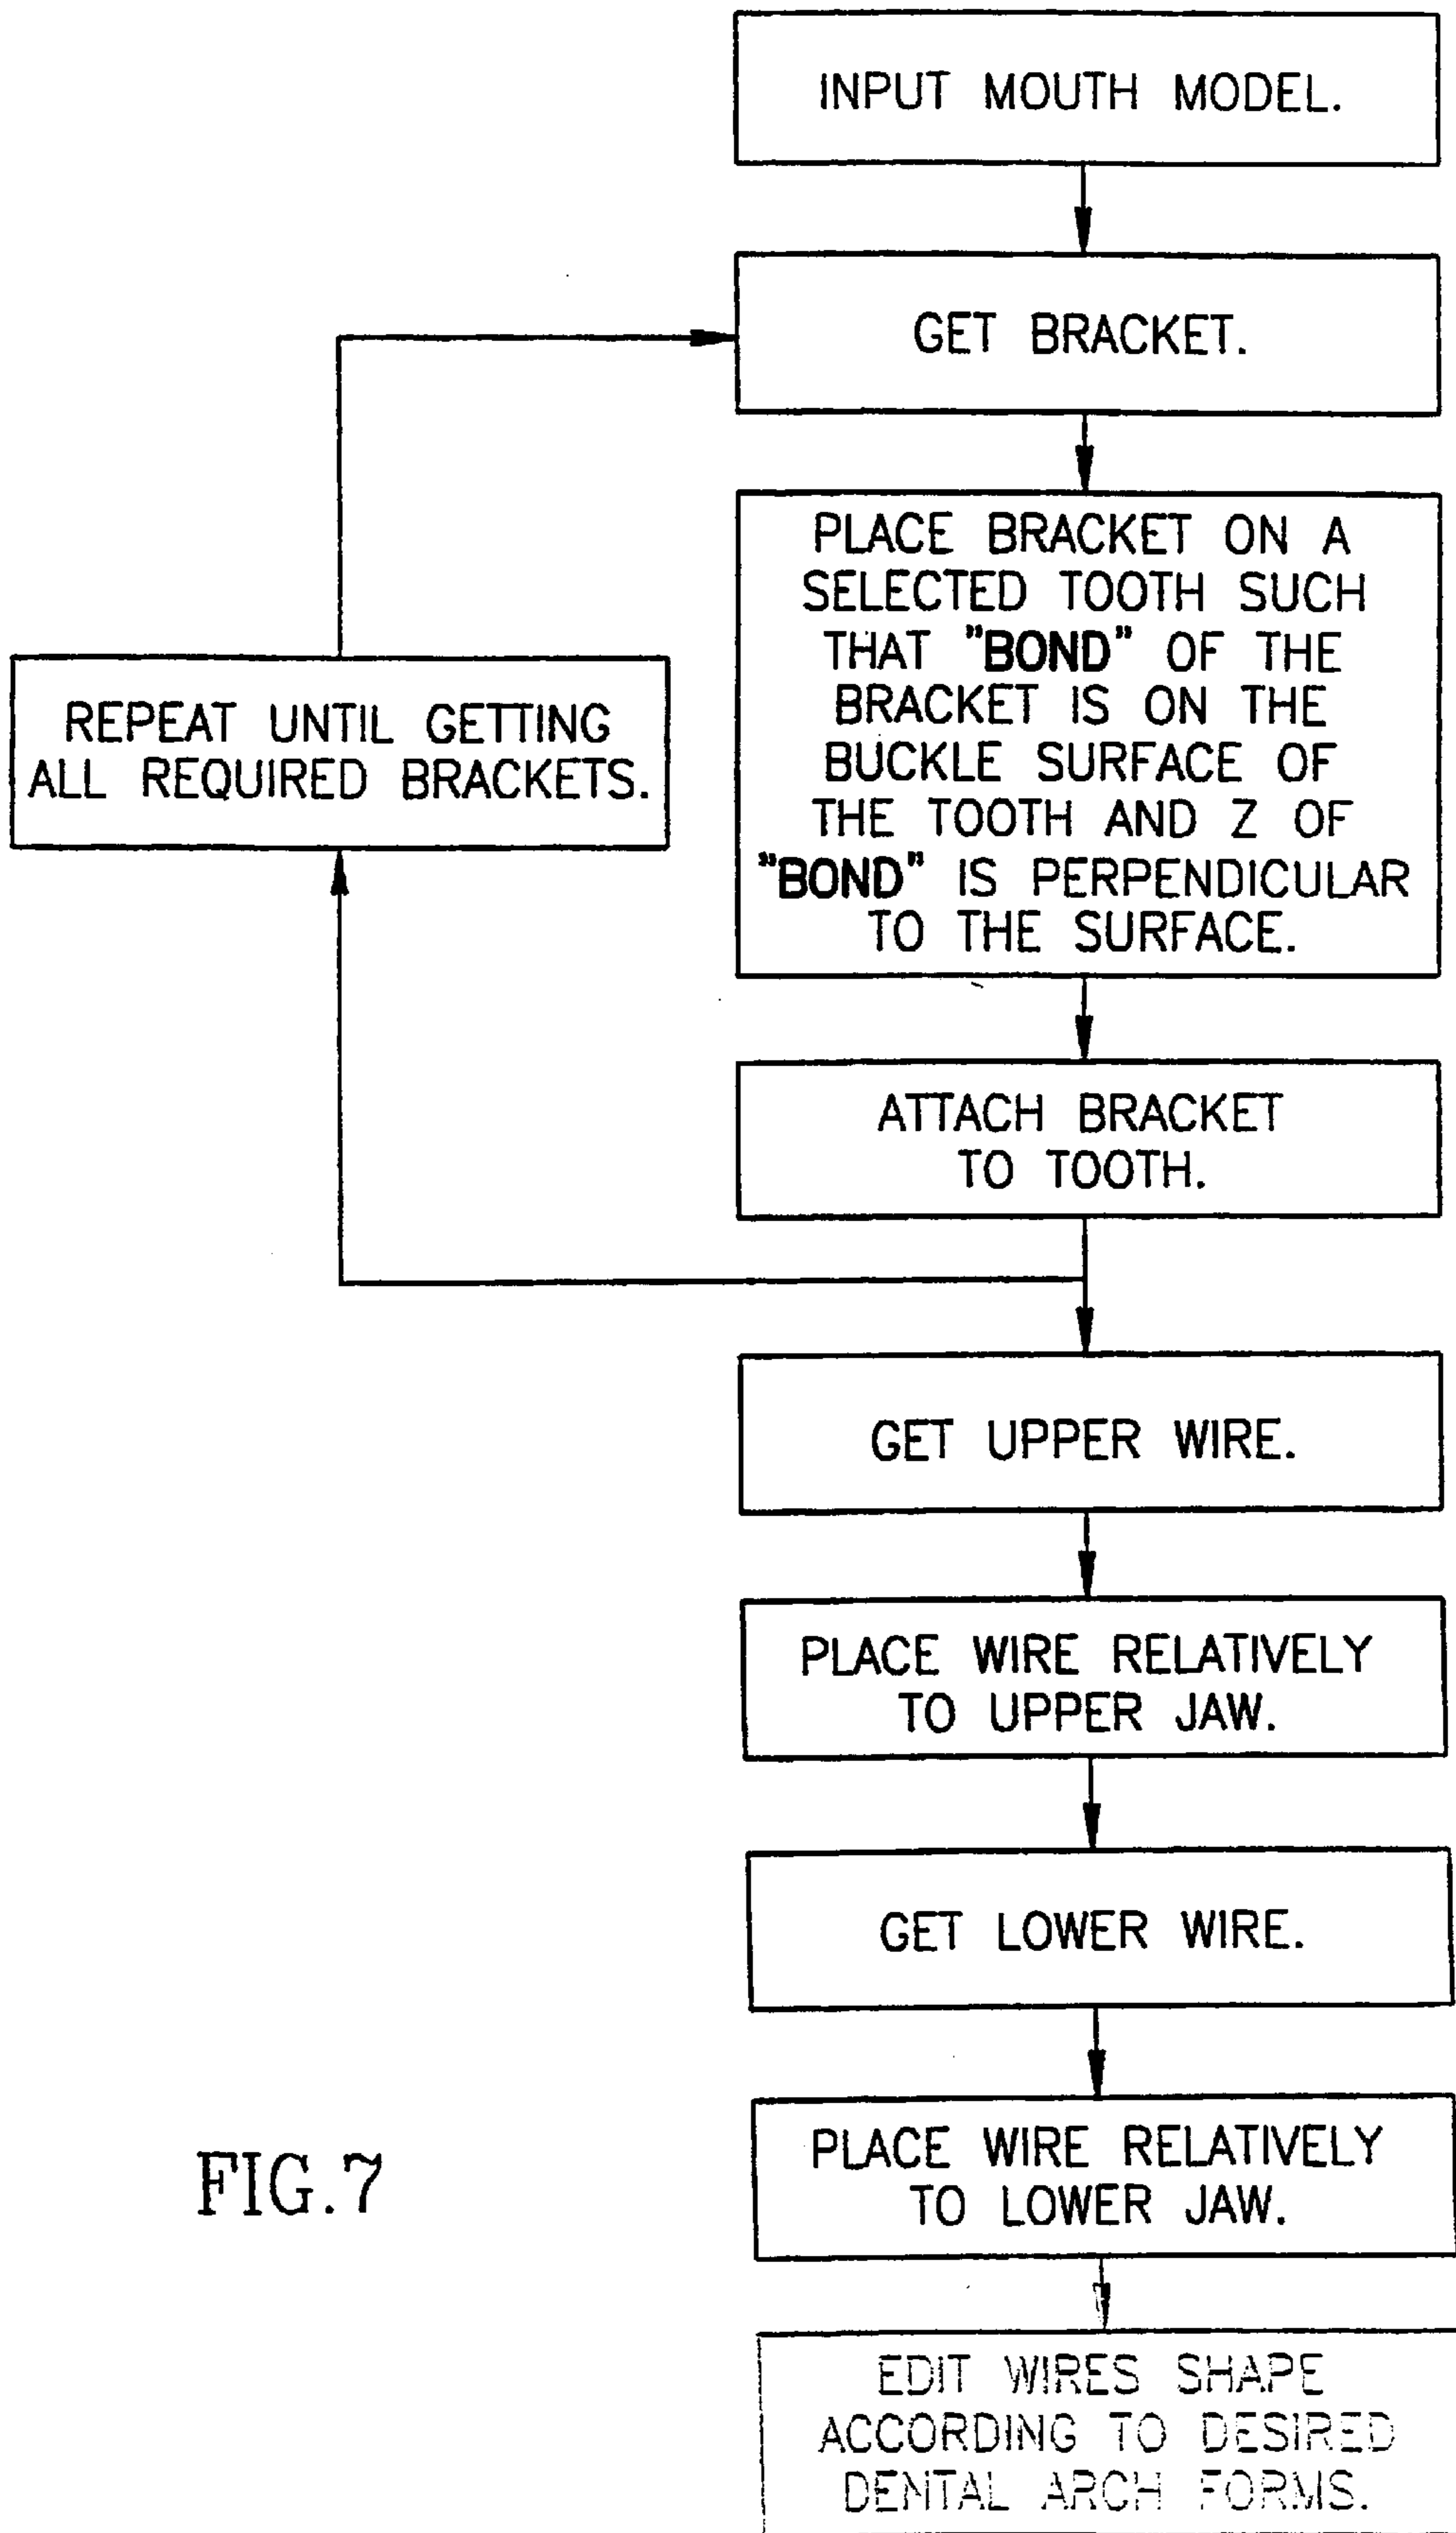 INPUT MOUTH MODEL.
GET BRACKET.
PLACE BRACKET ON A
SELECTED TOOTH SUCH
THAT "BOND" OF THE
BRACKET IS ON THE
BUCKLE SURFACE OF
THE TOOTH AND Z OF
"BOND" IS PERPENDICULAR
TO THE SURFACE.
REPEAT UNTIL GETTING
ALL REQUIRED BRACKETS.
ATTACH BRACKET
TO TOOTH.
GET UPPER WIRE.
PLACE WIRE RELATIVELY
TO UPPER JAW.
GET LOWER WIRE.
PLACE WIRE RELATIVELY
TO LOWER JAW.
FIG.7
EDIT WIRES SHAPE
ACCORDING TO DESIRED
DENTAL ARCH FORMS.